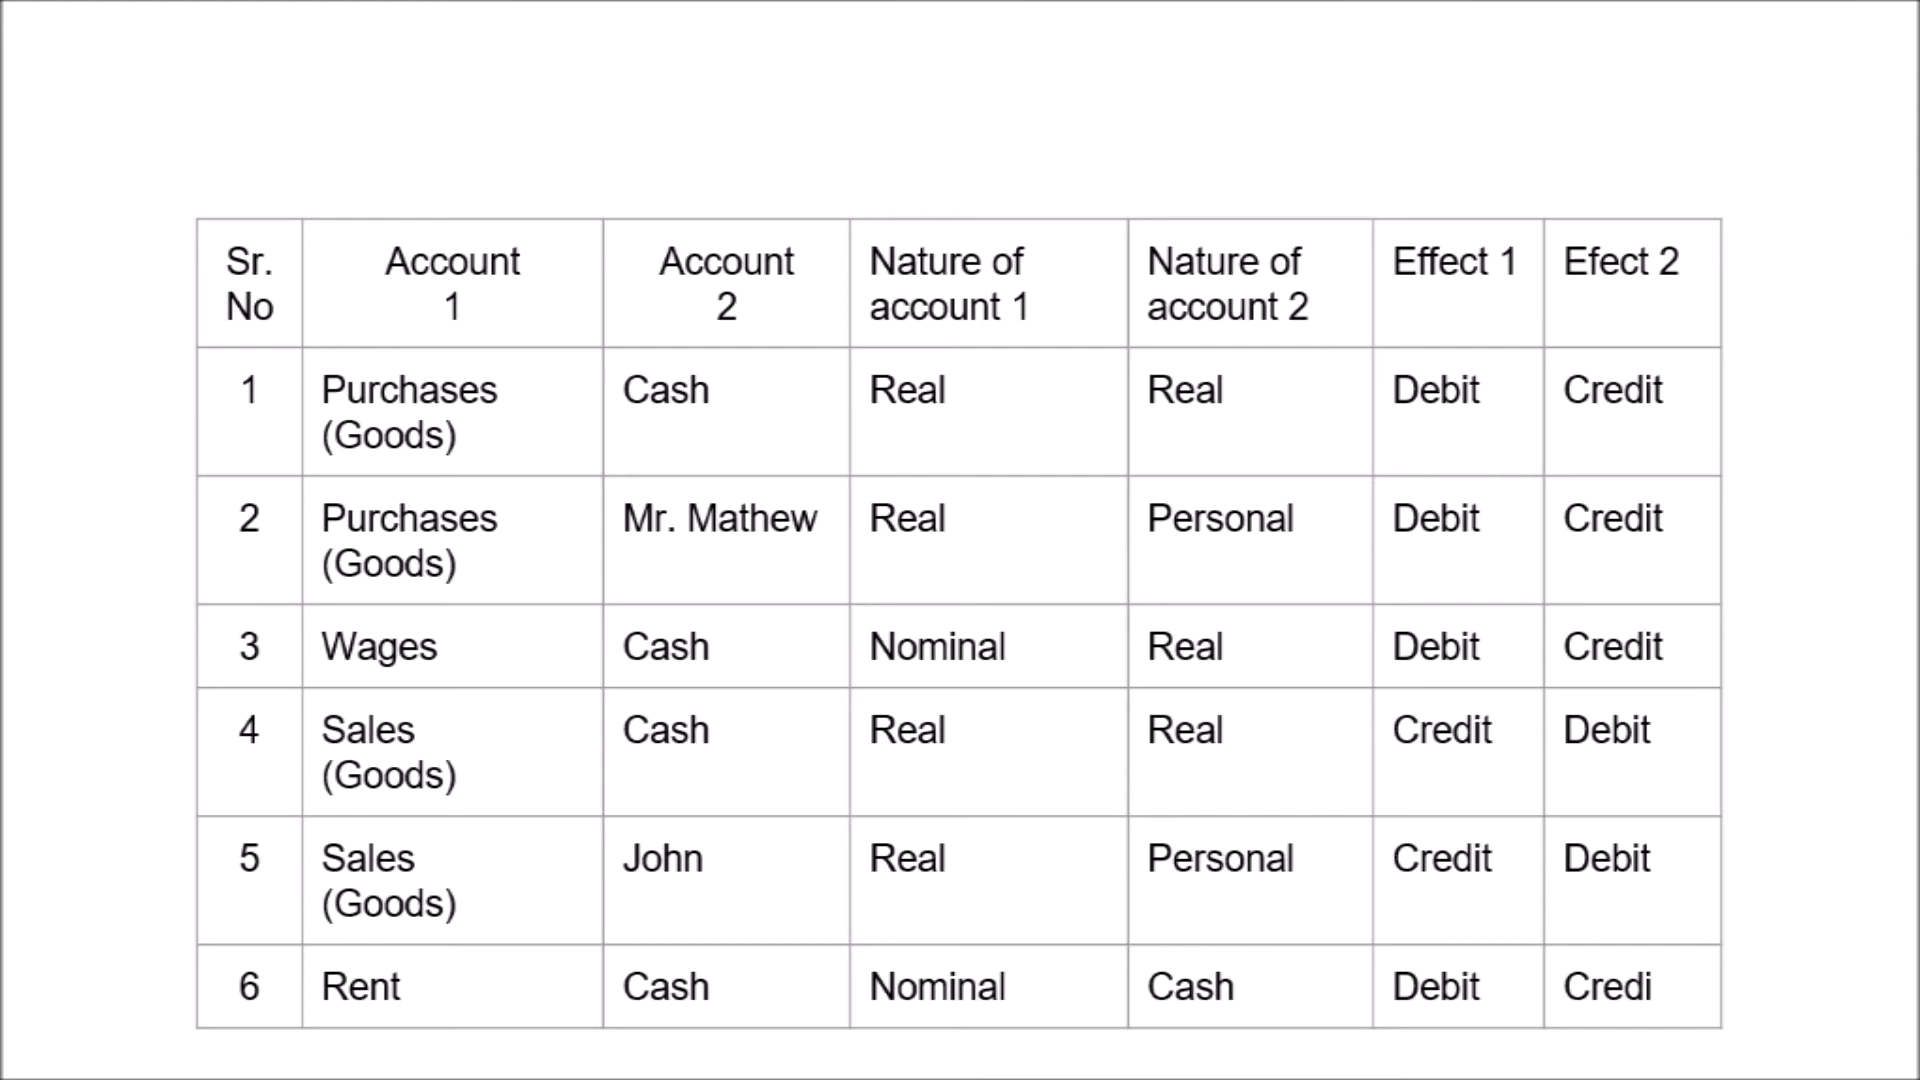 Sr. No | Account 1 | Account 2 | Nature of account 1 | Nature of account 2 | Effect 1 | Efect 2
1 | Purchases (Goods) | Cash | Real | Real | Debit | Credit
2 | Purchases (Goods) | Mr. Mathew | Real | Personal | Debit | Credit
3 | Wages | Cash | Nominal | Real | Debit | Credit
4 | Sales (Goods) | Cash | Real | Real | Credit | Debit
5 | Sales (Goods) | John | Real | Personal | Credit | Debit
6 | Rent | Cash | Nominal | Cash | Debit | Credi